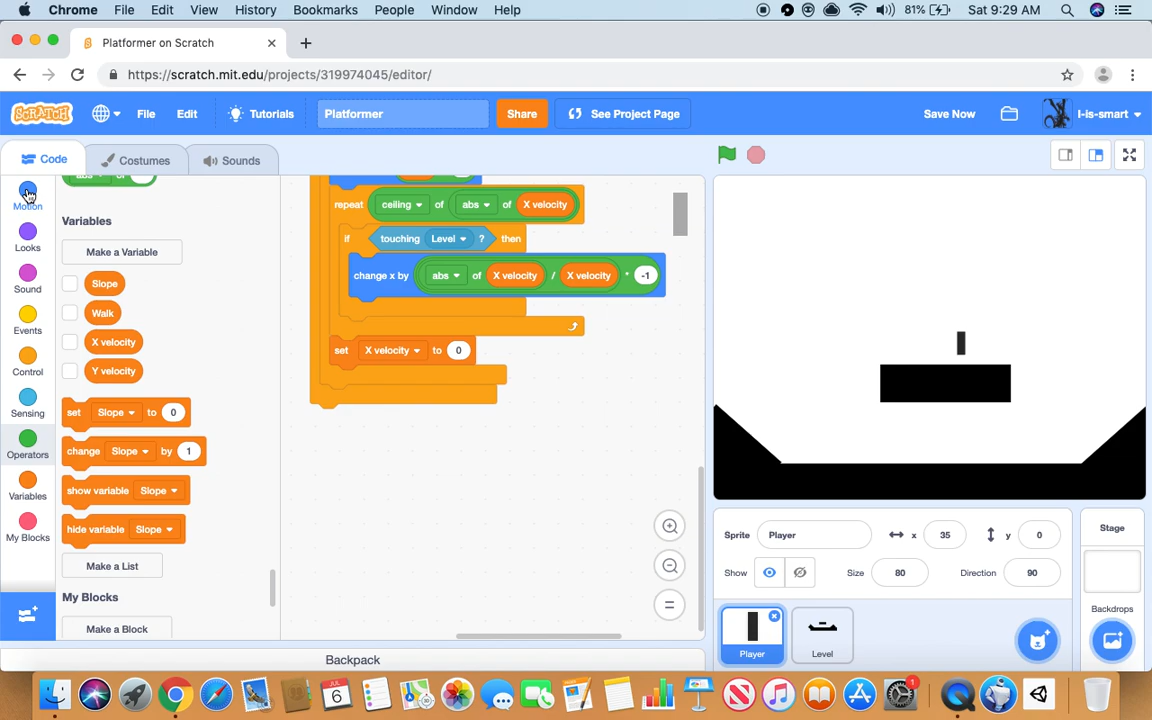 Chrome File Edit View History Bookmarks People Window Help 81% Sat 9:29 AM
Platformer on Scratch
https://scratch.mit.edu/projects/319974045/editor/
SCRATCH File Edit Tutorials Platformer Share See Project Page Save Now I-is-smart
Code Costumes Sounds
Motion
Looks
Sound
Events
Control
Sensing
Operators
Variables
My Blocks
Variables
Make a Variable
Slope
Walk
X velocity
Y velocity
set Slope to 0
change Slope by 1
show variable Slope
hide variable Slope
Make a List
My Blocks
Make a Block
repeat ceiling of abs of X velocity
if touching Level ? then
change x by abs of X velocity / X velocity * -1
set X velocity to 0
Backpack
Sprite Player x 35 y 0
Show Size 80 Direction 90
Player
Level
Stage
Backdrops
JUL
6
1